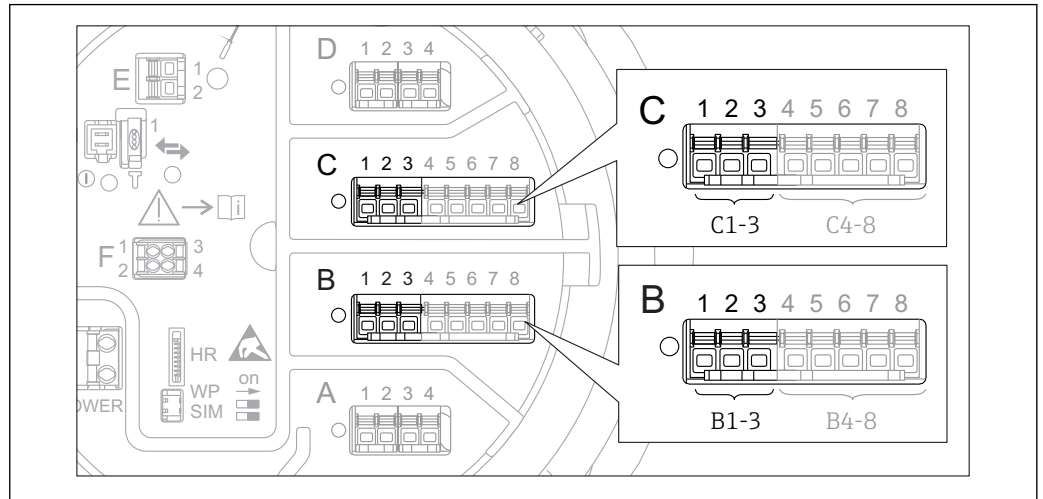 D 1 2 3 4
E 1
2
1
C 1 2 3 4 5 6 7 8
C 1 2 3 4 5 6 7 8
C1-3 C4-8
i
F 1 3
2 4
B 1 2 3 4 5 6 7 8
B 1 2 3 4 5 6 7 8
B1-3 B4-8
HR
WP on
SIM
OWER
A 1 2 3 4